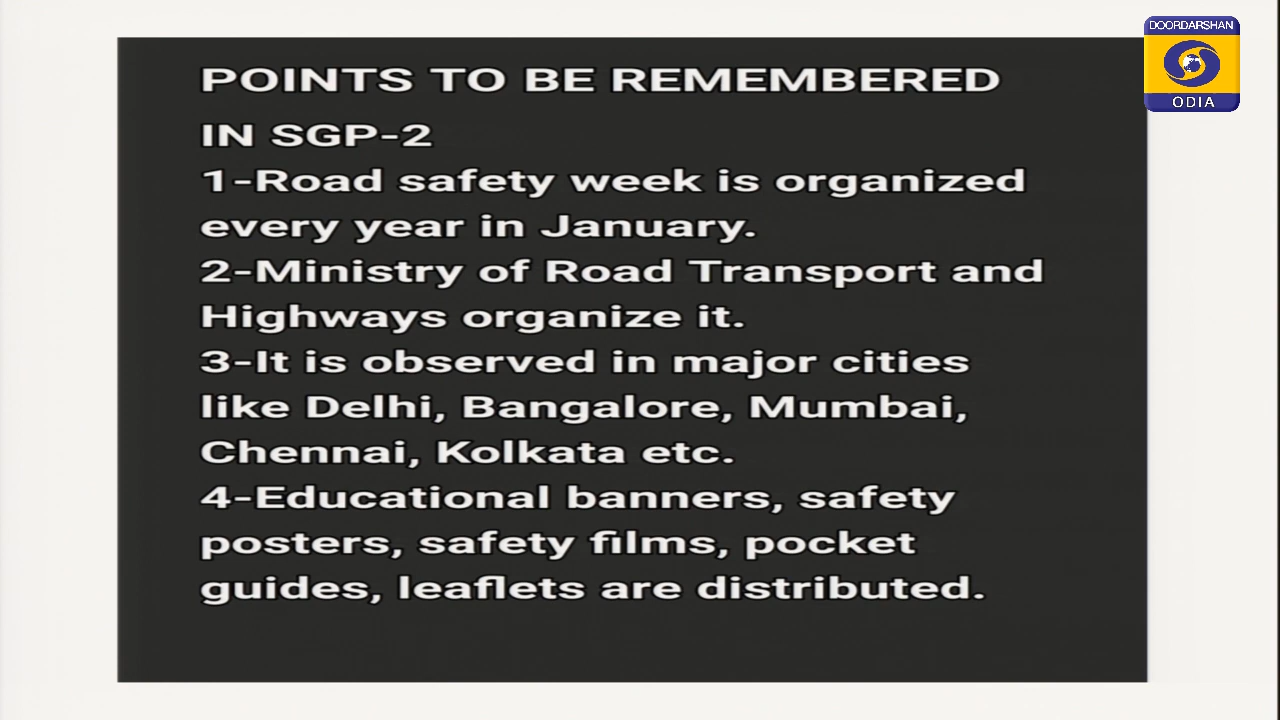 DOORDARSHAN
ODIA
POINTS TO BE REMEMBERED
IN SGP-2
1-Road safety week is organized
every year in January.
2-Ministry of Road Transport and
Highways organize it.
3-It is observed in major cities
like Delhi, Bangalore, Mumbai,
Chennai, Kolkata etc.
4-Educational banners, safety
posters, safety films, pocket
guides, leaflets are distributed.